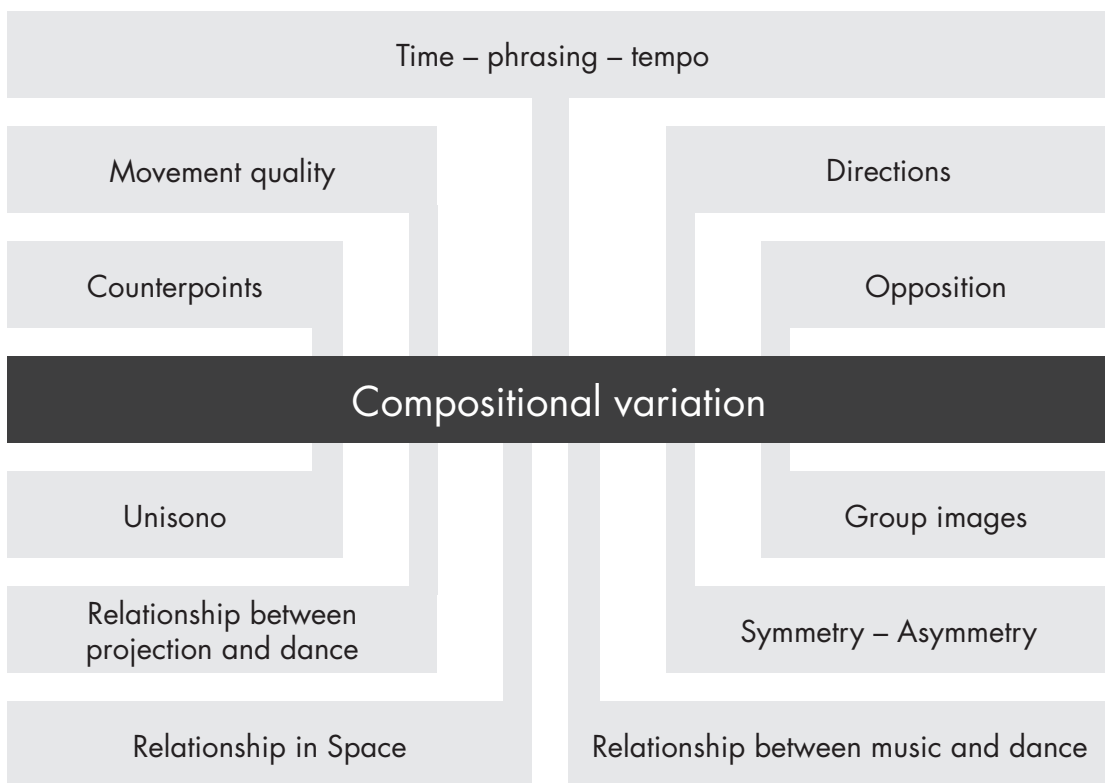 Time – phrasing – tempo
Movement quality
Directions
Counterpoints
Opposition
Compositional variation
Unisono
Group images
Relationship between
projection and dance
Symmetry – Asymmetry
Relationship in Space
Relationship between music and dance